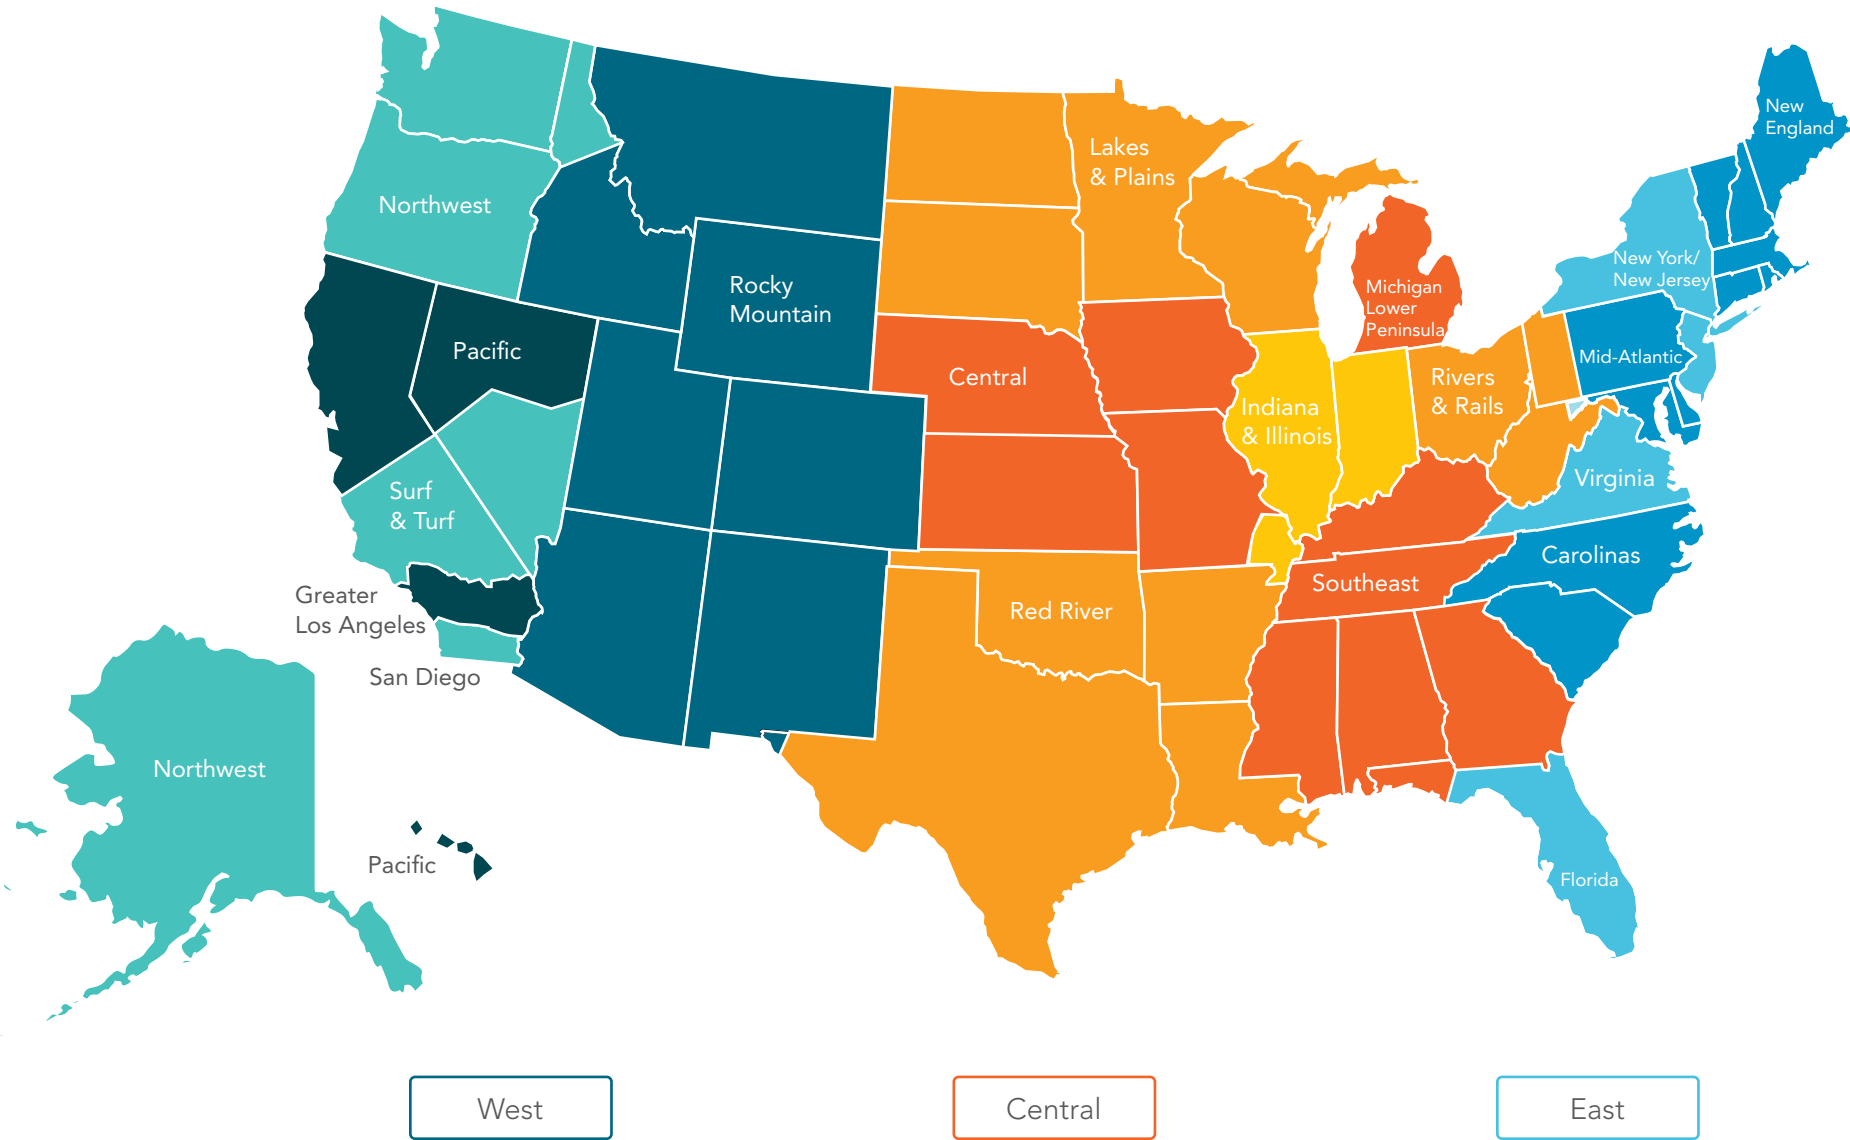 New
England
Lakes
& Plains
Northwest
New York/
New Jersey
Rocky
Mountain
Michigan
Lower
Peninsula
Pacific
Mid-Atlantic
Central
Rivers
& Rails
Indiana
& Illinois
Virginia
Surf
& Turf
Carolinas
Southeast
Greater
Los Angeles
Red River
San Diego
Northwest
Pacific
Florida
West
Central
East